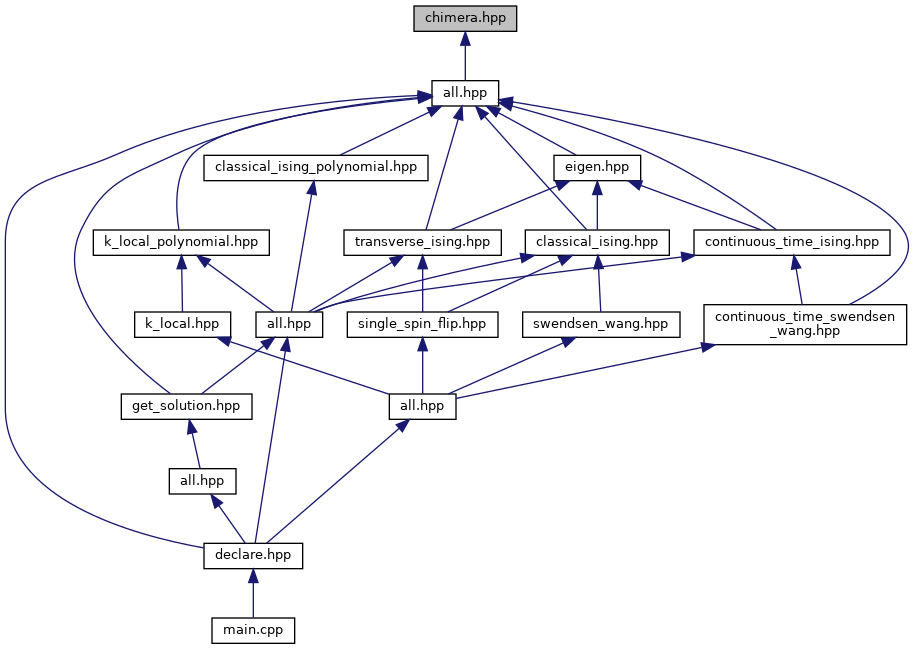 chimera.hpp
all.hpp
classical_ising_polynomial.hpp
eigen.hpp
k_local_polynomial.hpp
transverse_ising.hpp
classical_ising.hpp
continuous_time_ising.hpp
k_local.hpp
all.hpp
single_spin_flip.hpp
swendsen_wang.hpp
continuous_time_swendsen
_wang.hpp
get_solution.hpp
all.hpp
all.hpp
declare.hpp
main.cpp